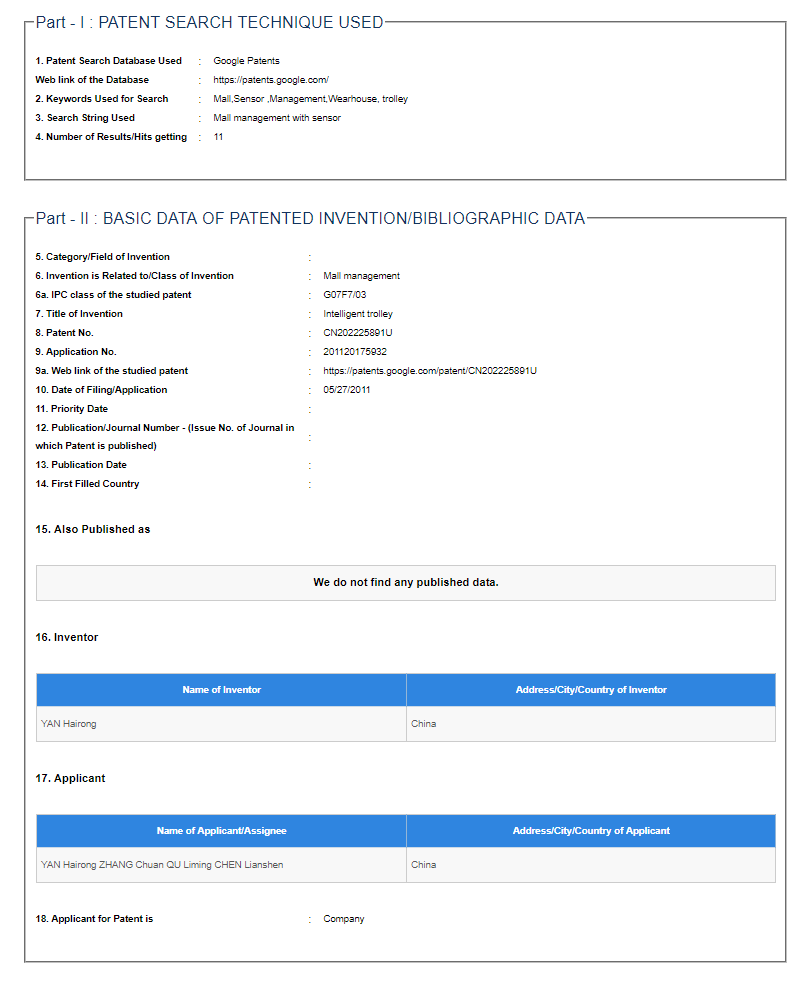 Part - I : PATENT SEARCH TECHNIQUE USED
1. Patent Search Database Used : Google Patents
Web link of the Database : https://patents.google.com/
2. Keywords Used for Search : Mall,Sensor ,Management,Wearhouse, trolley
3. Search String Used : Mall management with sensor
4. Number of Results/Hits getting : 11
Part - II : BASIC DATA OF PATENTED INVENTION/BIBLIOGRAPHIC DATA
5. Category/Field of Invention :
6. Invention is Related to/Class of Invention : Mall management
6a. IPC class of the studied patent : G07F7/03
7. Title of Invention : Intelligent trolley
8. Patent No. : CN202225891U
9. Application No. : 201120175932
9a. Web link of the studied patent : https://patents.google.com/patent/CN202225891U
10. Date of Filing/Application : 05/27/2011
11. Priority Date :
12. Publication/Journal Number - (Issue No. of Journal in
which Patent is published) :
13. Publication Date :
14. First Filled Country :
15. Also Published as
We do not find any published data.
16. Inventor
Name of Inventor Address/City/Country of Inventor
YAN Hairong China
17. Applicant
Name of Applicant/Assignee Address/City/Country of Applicant
YAN Hairong ZHANG Chuan QU Liming CHEN Lianshen China
18. Applicant for Patent is : Company